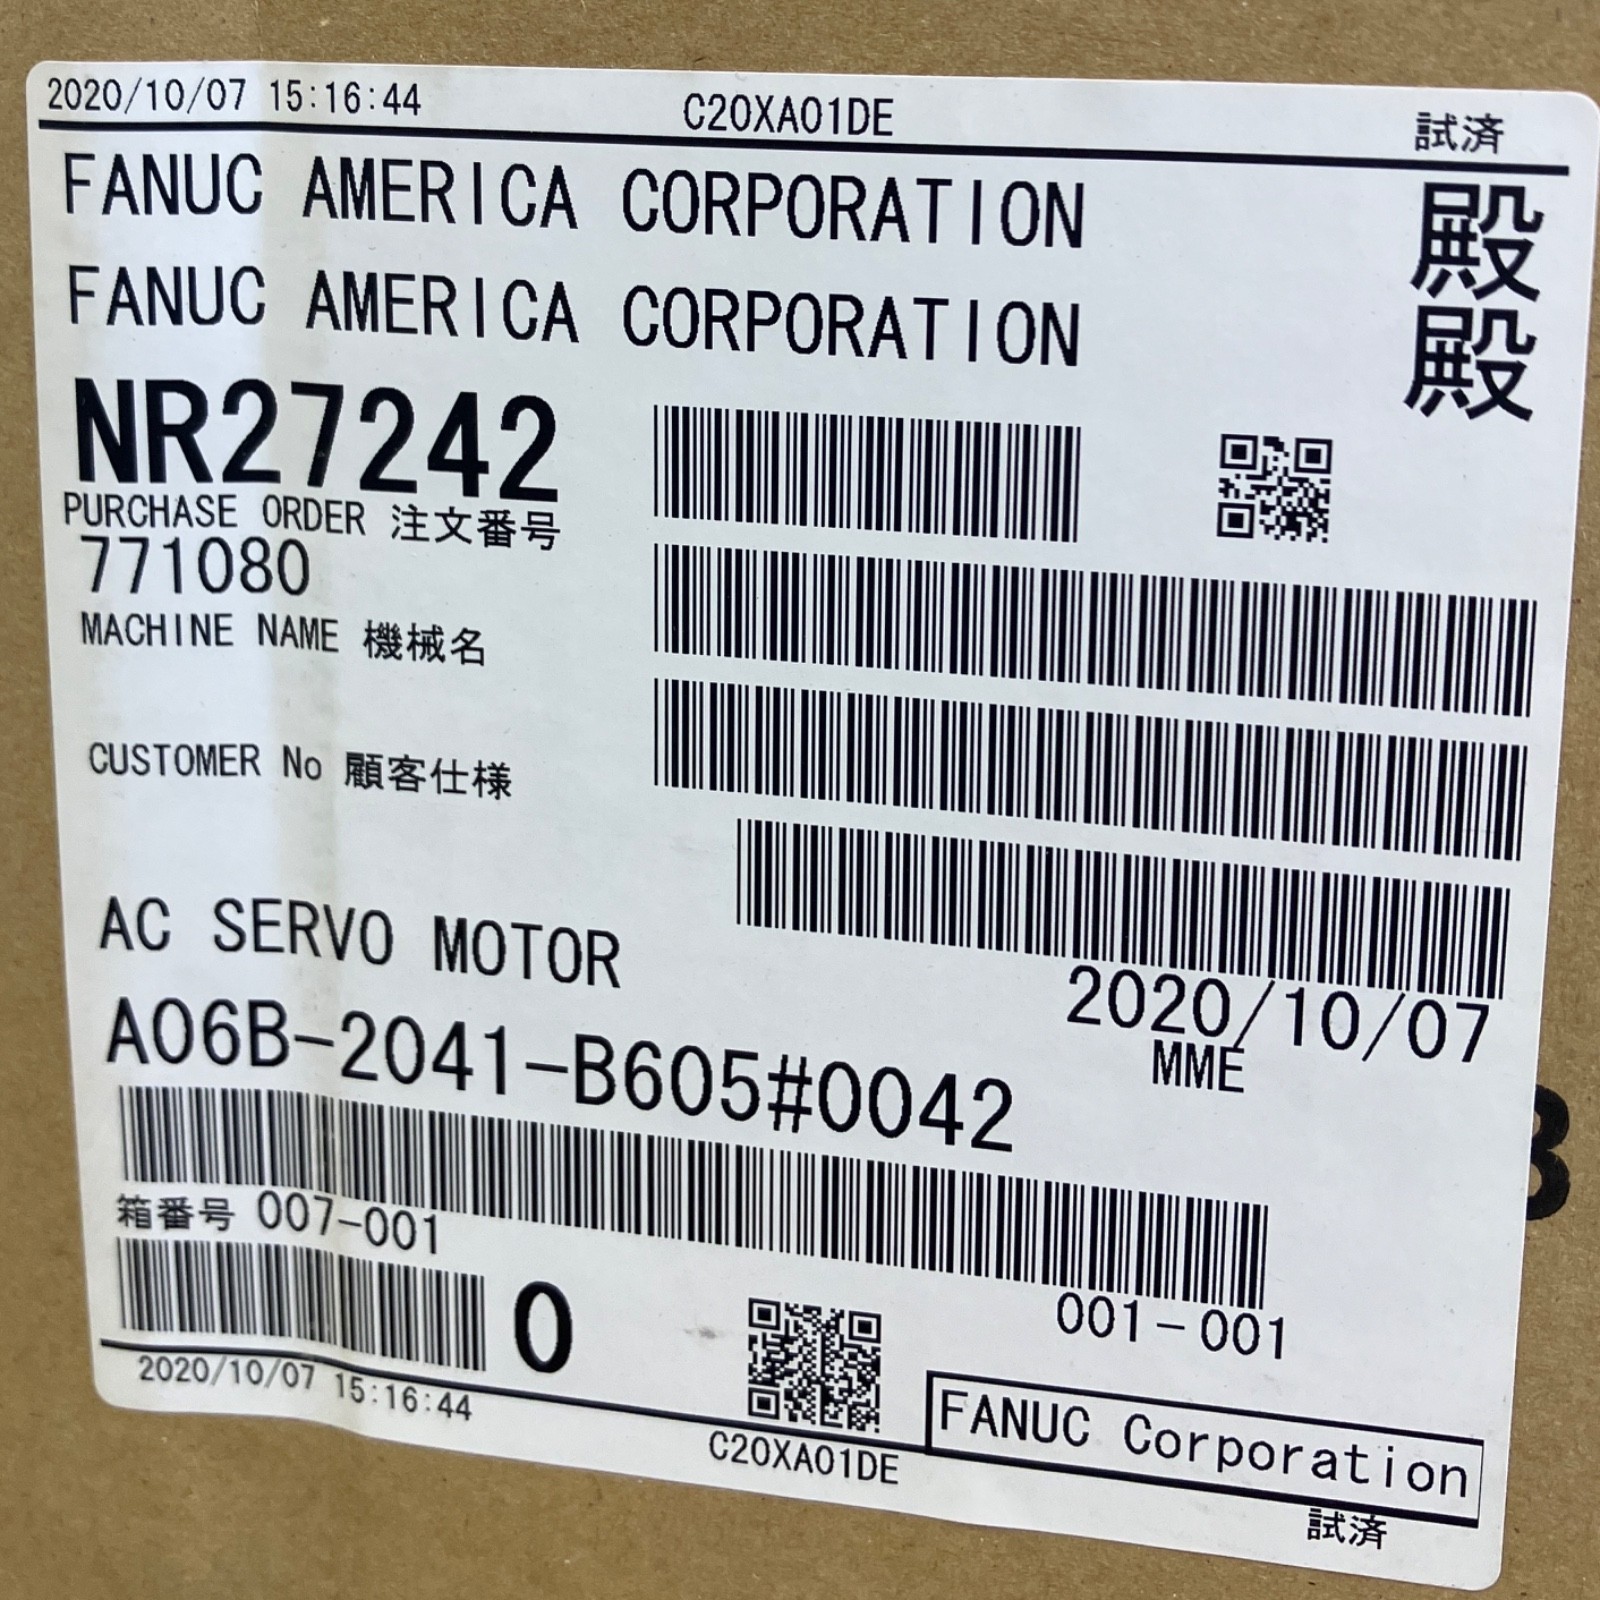 2020/10/07 15:16:44 C20XA01DE 試済
FANUC AMERICA CORPORATION 殿
FANUC AMERICA CORPORATION 殿
NR27242
PURCHASE ORDER 注文番号
771080
MACHINE NAME 機械名
CUSTOMER No 顧客仕様
AC SERVO MOTOR
2020/10/07
MME
A06B-2041-B605#0042
箱番号 007-001
001-001
0
2020/10/07 15:16:44
C20XA01DE
FANUC Corporation
試済